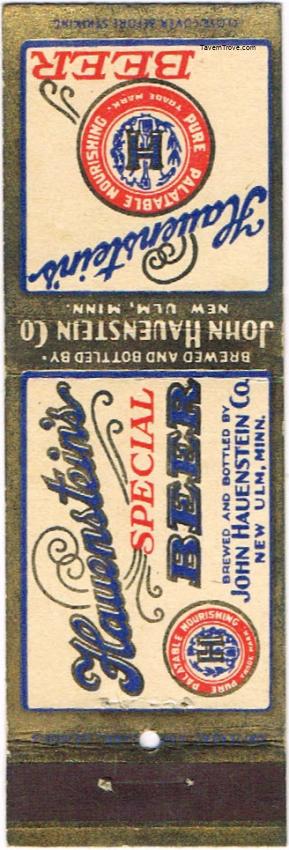 TavernTrove.com
CLOSE COVER BEFORE STRIKING
BEER
PURE PALATABLE NOURISHING
TRADE MARK
H
Hauenstein's
BREWED AND BOTTLED BY
JOHN HAUENSTEIN CO
NEW ULM, MINN.
Hauenstein's
SPECIAL
BEER
BREWED AND BOTTLED BY
JOHN HAUENSTEIN CO.
NEW ULM, MINN.
PURE PALATABLE NOURISHING
TRADE MARK
H